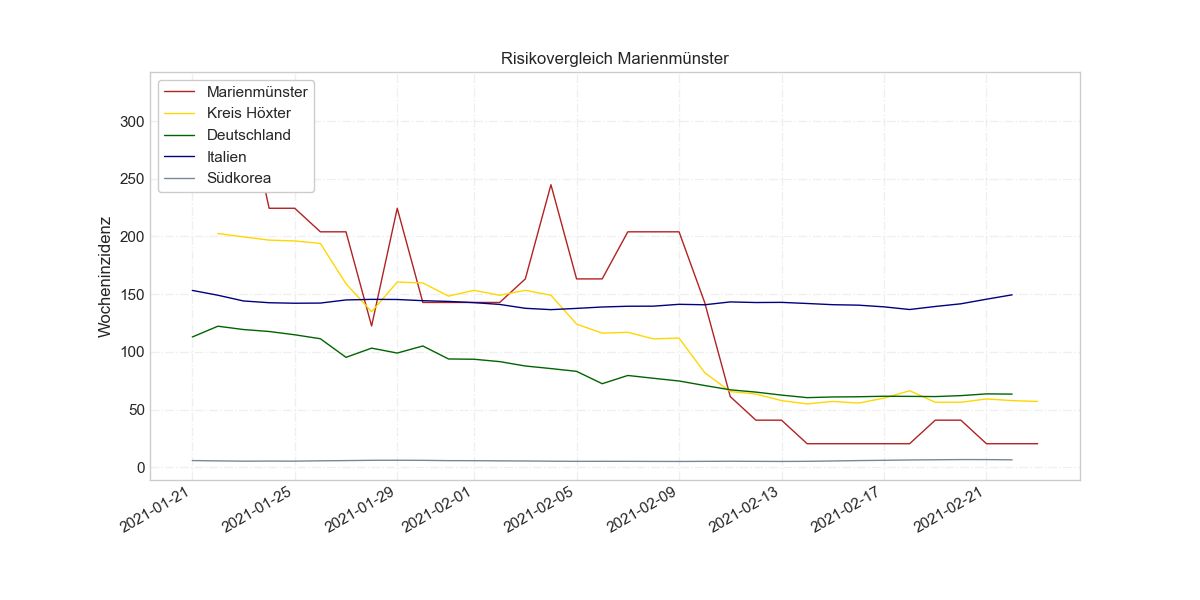 Risikovergleich Marienmünster
Marienmünster
Kreis Höxter
Deutschland
Italien
Südkorea
Wocheninzidenz
300
250
200
150
100
50
0
2021-01-21
2021-01-25
2021-01-29
2021-02-01
2021-02-05
2021-02-09
2021-02-13
2021-02-17
2021-02-21